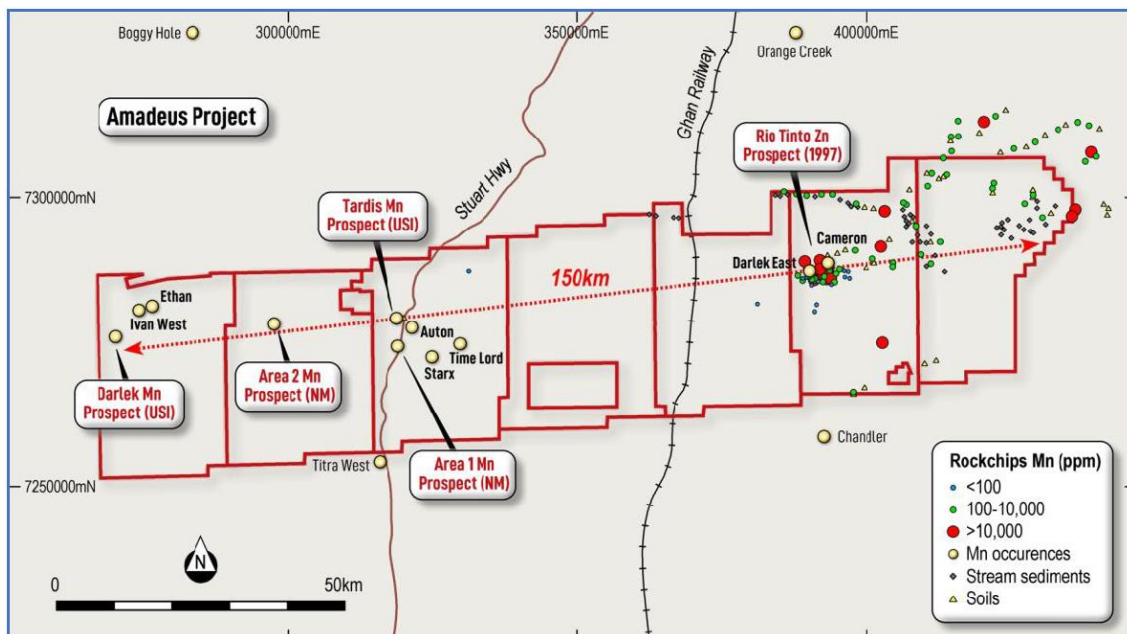 Boggy Hole
300000mE
350000mE
400000mE
Orange Creek
Amadeus Project
Stuart Hwy
Ghan Railway
Rio Tinto Zn
Prospect (1997)
7300000mN
Tardis Mn
Prospect (USI)
Cameron
Darlek East
150km
Ethan
Ivan West
Auton
Time Lord
Starx
Darlek Mn
Prospect (USI)
Area 2 Mn
Prospect (NM)
Area 1 Mn
Prospect (NM)
Titra West
Chandler
7250000mN
N
0
50km
Rockchips Mn (ppm)
<100
100-10,000
>10,000
Mn occurences
Stream sediments
Soils